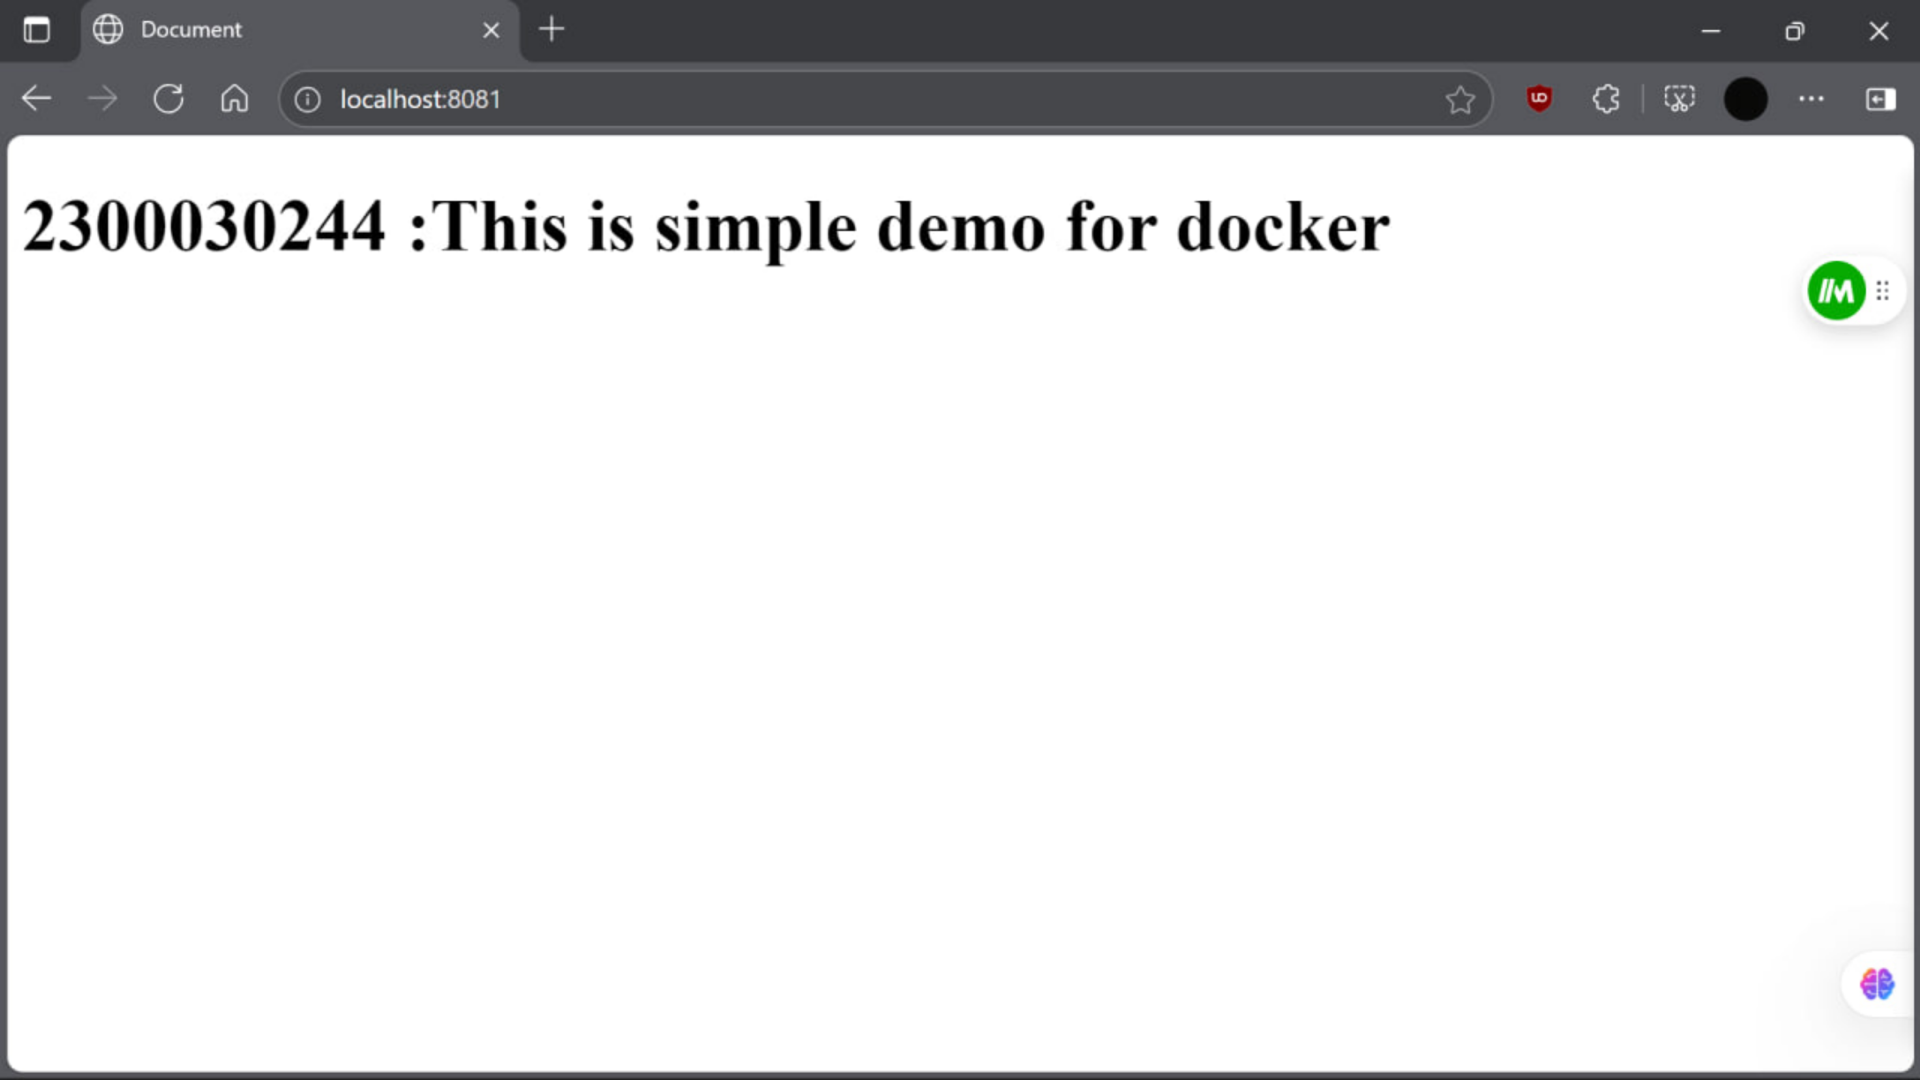 Document
localhost:8081
2300030244 :This is simple demo for docker